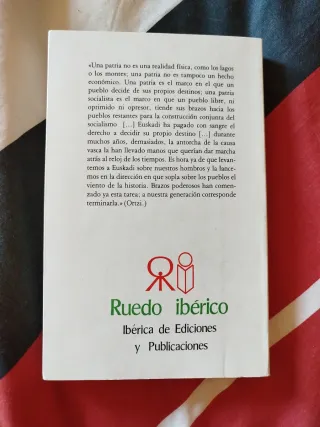 «Una patria no es una realidad física, como los lagos
o los montes; una patria no es tampoco un hecho
económico. Una patria es el marco en el que un
pueblo decide de sus propios destinos; una patria
socialista es el marco en que un pueblo libre, ni
oprimido ni opresor, tiende sus brazos hacia los
pueblos restantes para la construcción conjunta del
socialismo [...] Euskadi ha pagado con sangre el
derecho a decidir su propio destino [...] durante
muchos años, demasiados, la antorcha de la causa
vasca la han llevado manos que querían dar marcha
atrás al reloj de los tiempos. Es hora ya de que levan-
temos a Euskadi sobre nuestros hombros y la lance-
mos en la dirección en que sopla sobre los pueblos el
viento de la historia. Brazos poderosos han comen-
zado ya esta tarea; a nuestra generación corresponde
terminarla.» (Ortzi.)
Ruedo ibérico
Ibérica de Ediciones
y Publicaciones